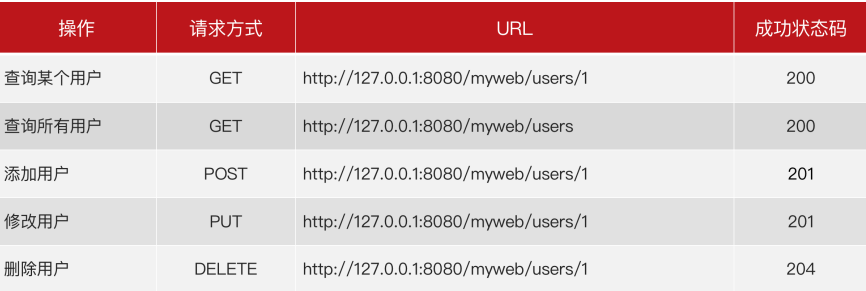 操作 请求方式 URL 成功状态码
查询某个用户 GET http://127.0.0.1:8080/myweb/users/1 200
查询所有用户 GET http://127.0.0.1:8080/myweb/users 200
添加用户 POST http://127.0.0.1:8080/myweb/users/1 201
修改用户 PUT http://127.0.0.1:8080/myweb/users/1 201
删除用户 DELETE http://127.0.0.1:8080/myweb/users/1 204